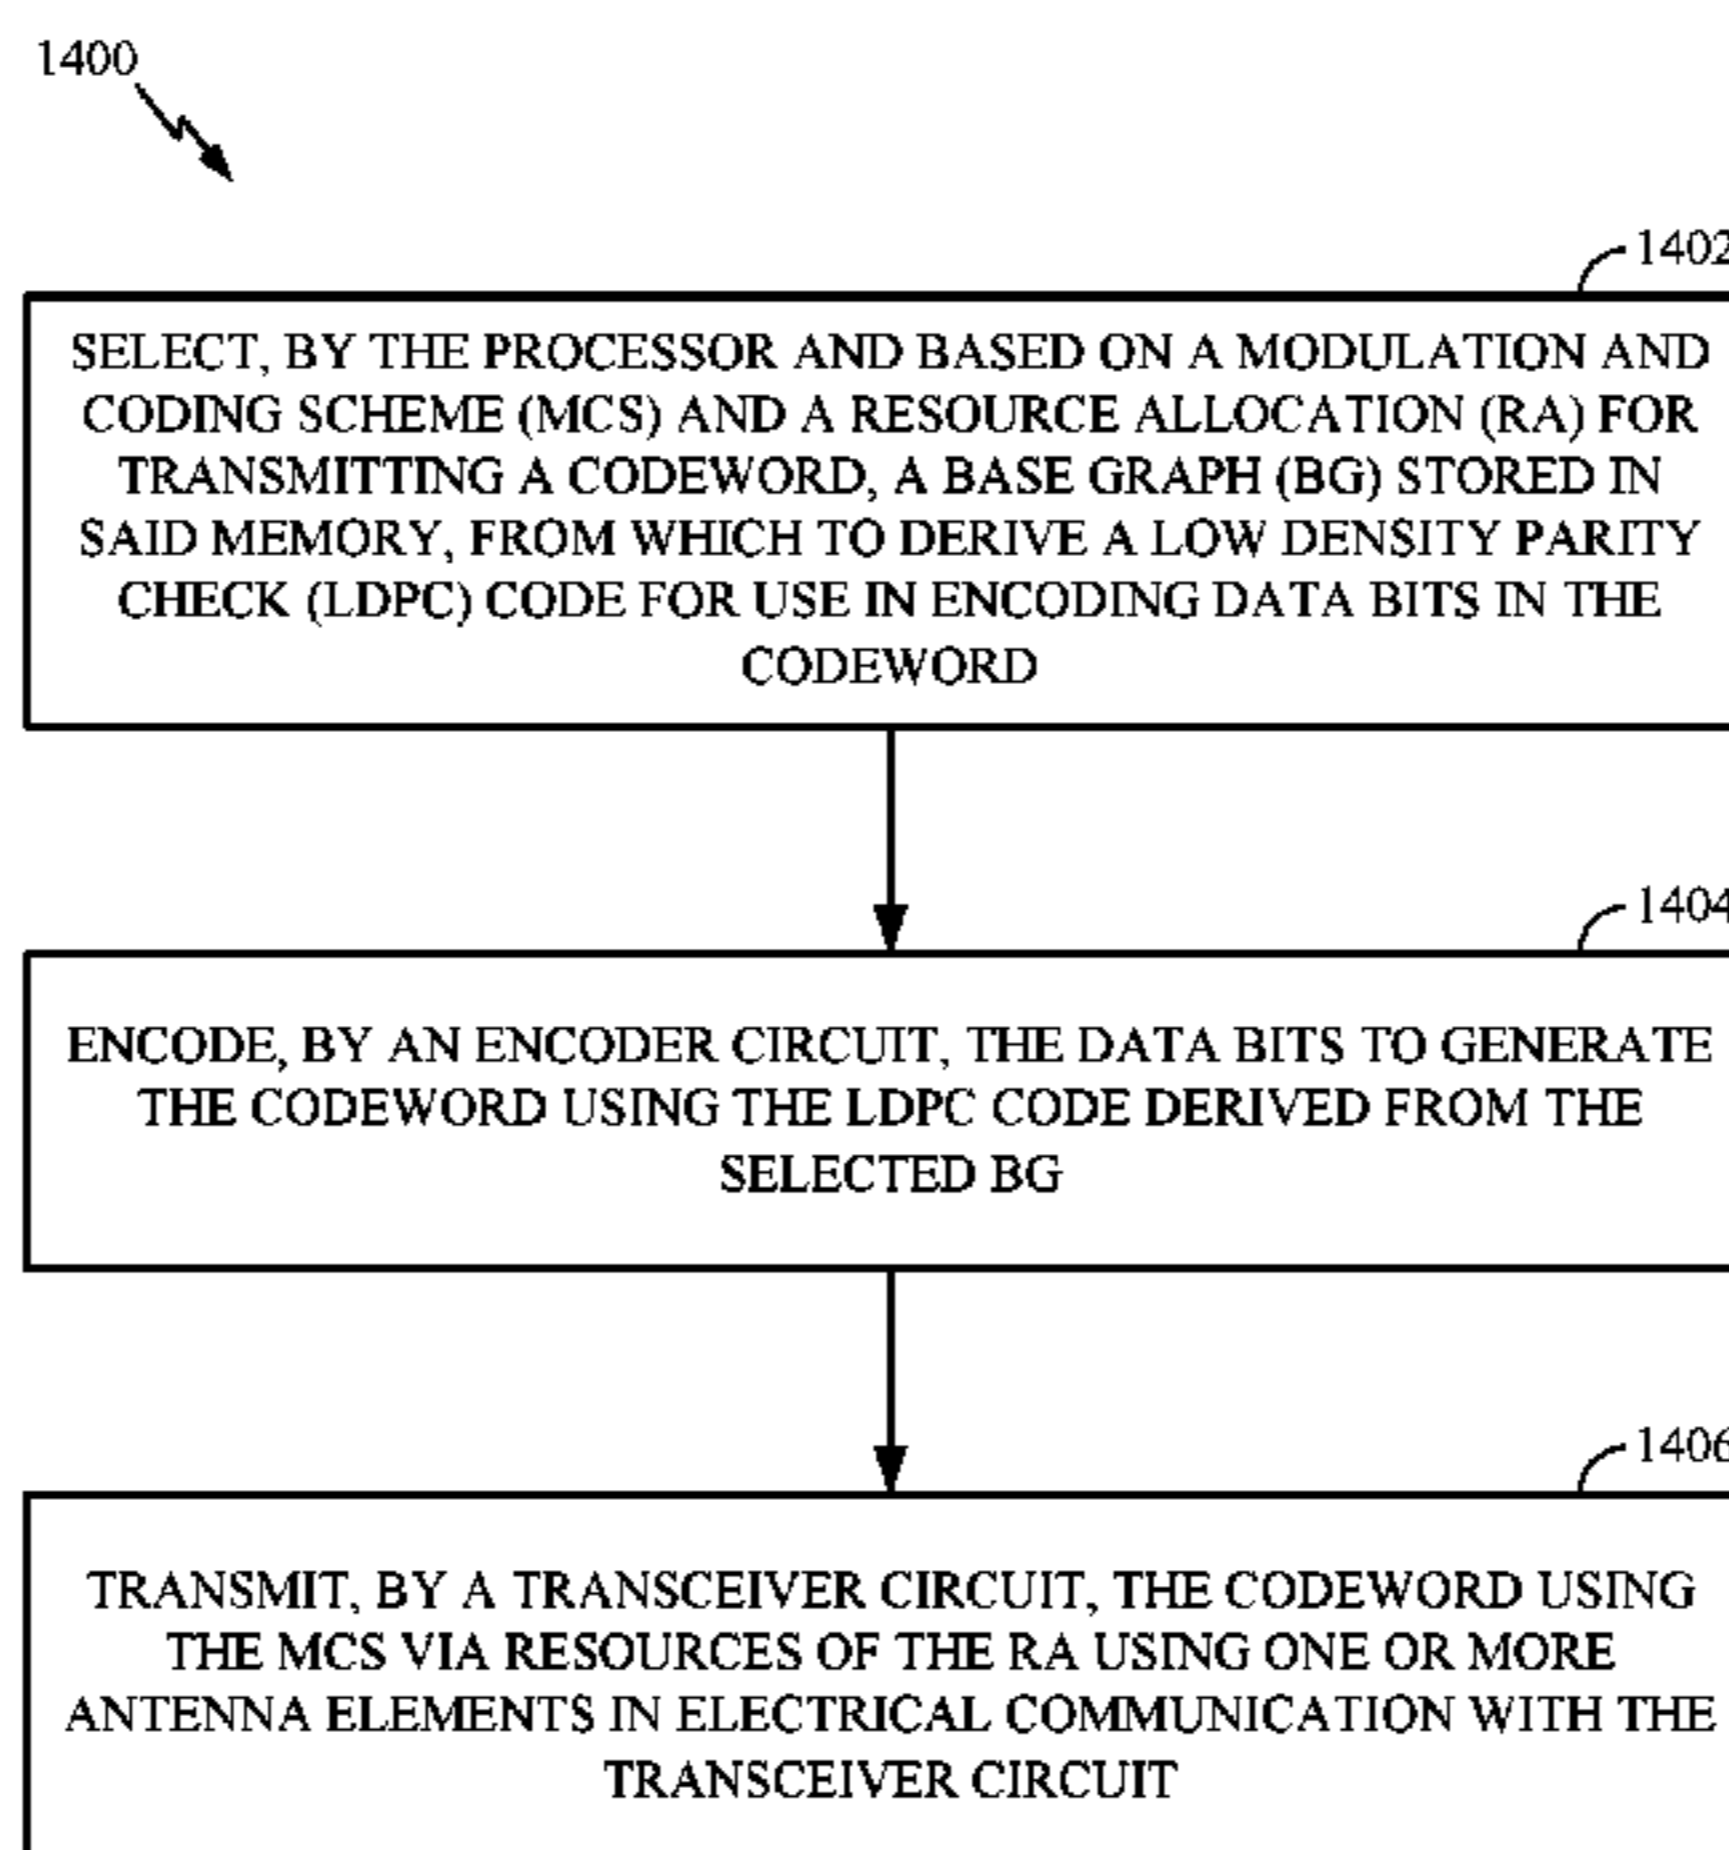 1400
1402
SELECT, BY THE PROCESSOR AND BASED ON A MODULATION AND
CODING SCHEME (MCS) AND A RESOURCE ALLOCATION (RA) FOR
TRANSMITTING A CODEWORD, A BASE GRAPH (BG) STORED IN
SAID MEMORY, FROM WHICH TO DERIVE A LOW DENSITY PARITY
CHECK (LDPC) CODE FOR USE IN ENCODING DATA BITS IN THE
CODEWORD
1404
ENCODE, BY AN ENCODER CIRCUIT, THE DATA BITS TO GENERATE
THE CODEWORD USING THE LDPC CODE DERIVED FROM THE
SELECTED BG
1406
TRANSMIT, BY A TRANSCEIVER CIRCUIT, THE CODEWORD USING
THE MCS VIA RESOURCES OF THE RA USING ONE OR MORE
ANTENNA ELEMENTS IN ELECTRICAL COMMUNICATION WITH THE
TRANSCEIVER CIRCUIT